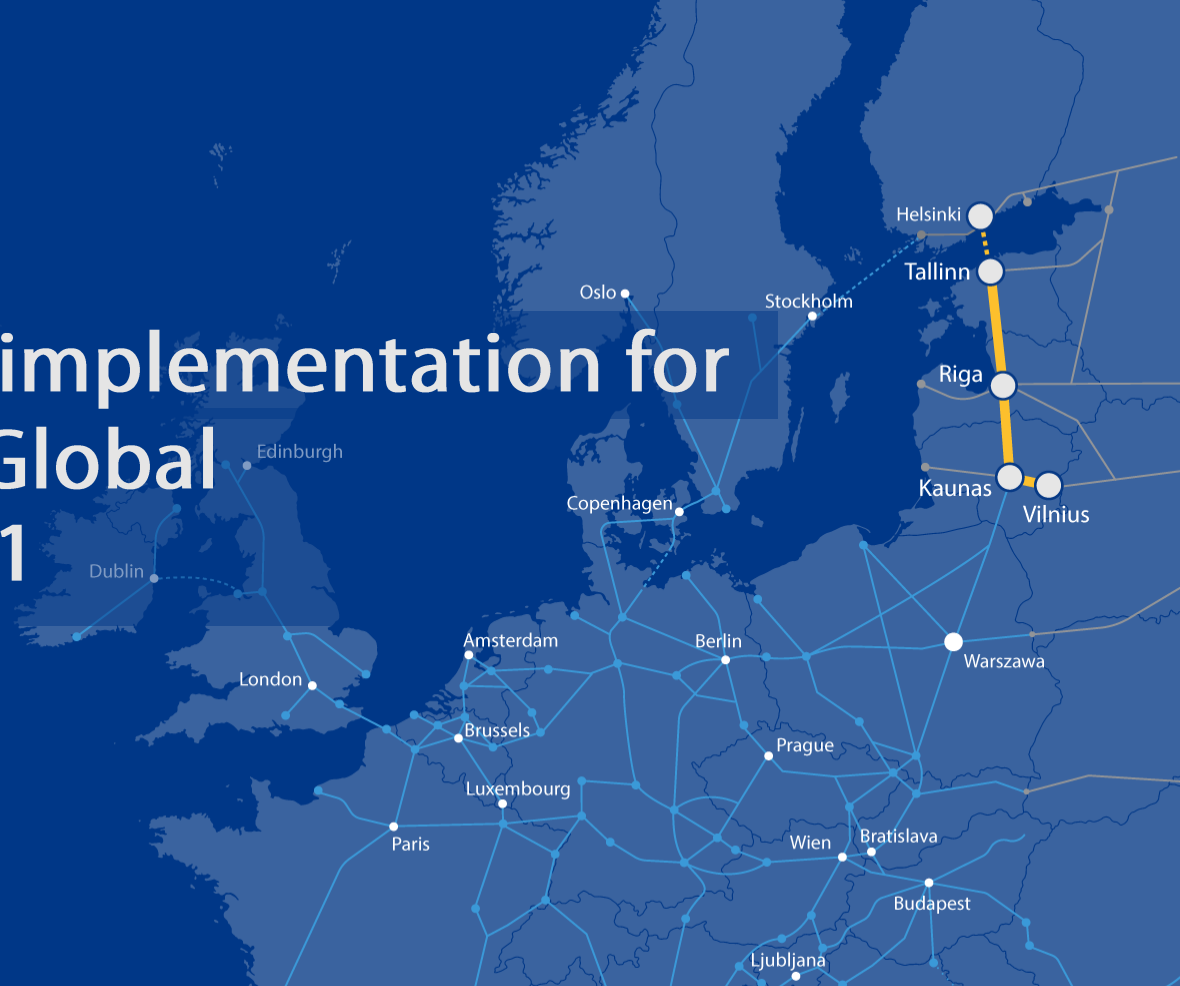 Helsinki
Tallinn
Oslo
Stockholm
implementation for
Riga
Global
Edinburgh
Kaunas
Copenhagen
Vilnius
1
Dublin
Amsterdam
Berlin
Warszawa
London
Brussels
Prague
Luxembourg
Paris
Wien
Bratislava
Budapest
Ljubljana